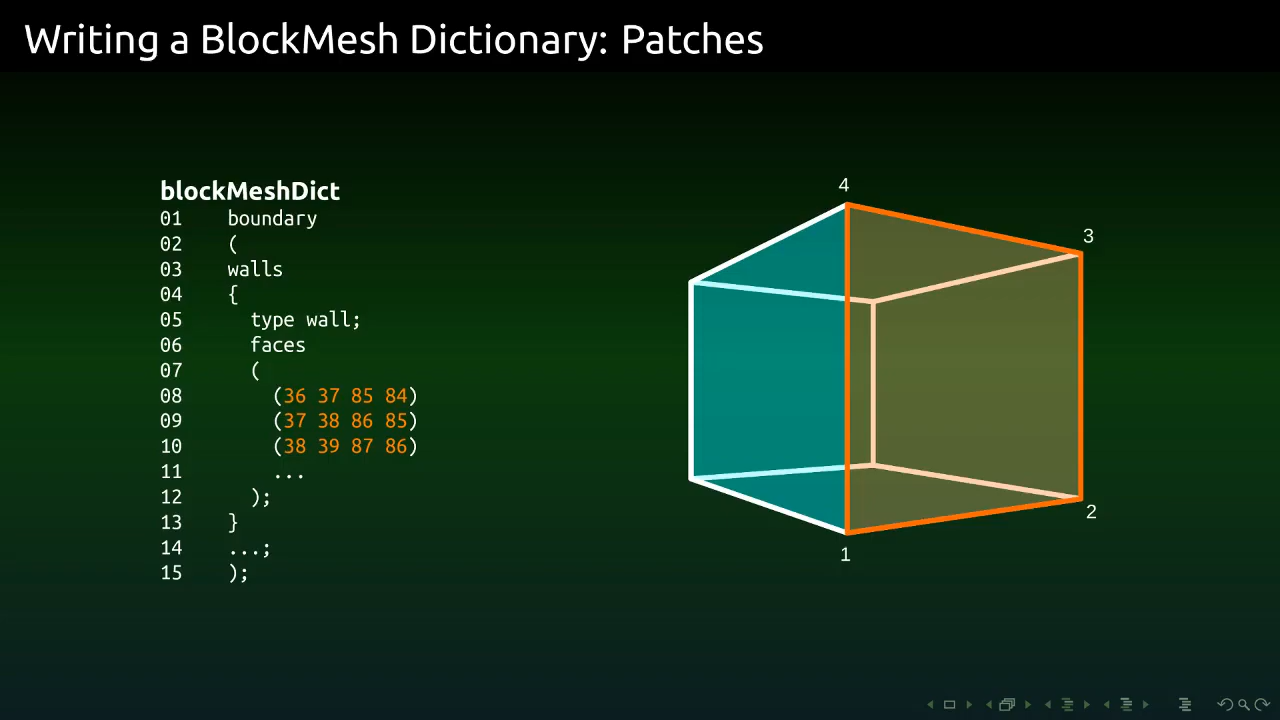 Writing a BlockMesh Dictionary: Patches
blockMeshDict
01 boundary
02 (
03 walls
04 {
05 type wall;
06 faces
07 (
08 (36 37 85 84)
09 (37 38 86 85)
10 (38 39 87 86)
11 ...
12 );
13 }
14 ...;
15 );
4
3
2
1